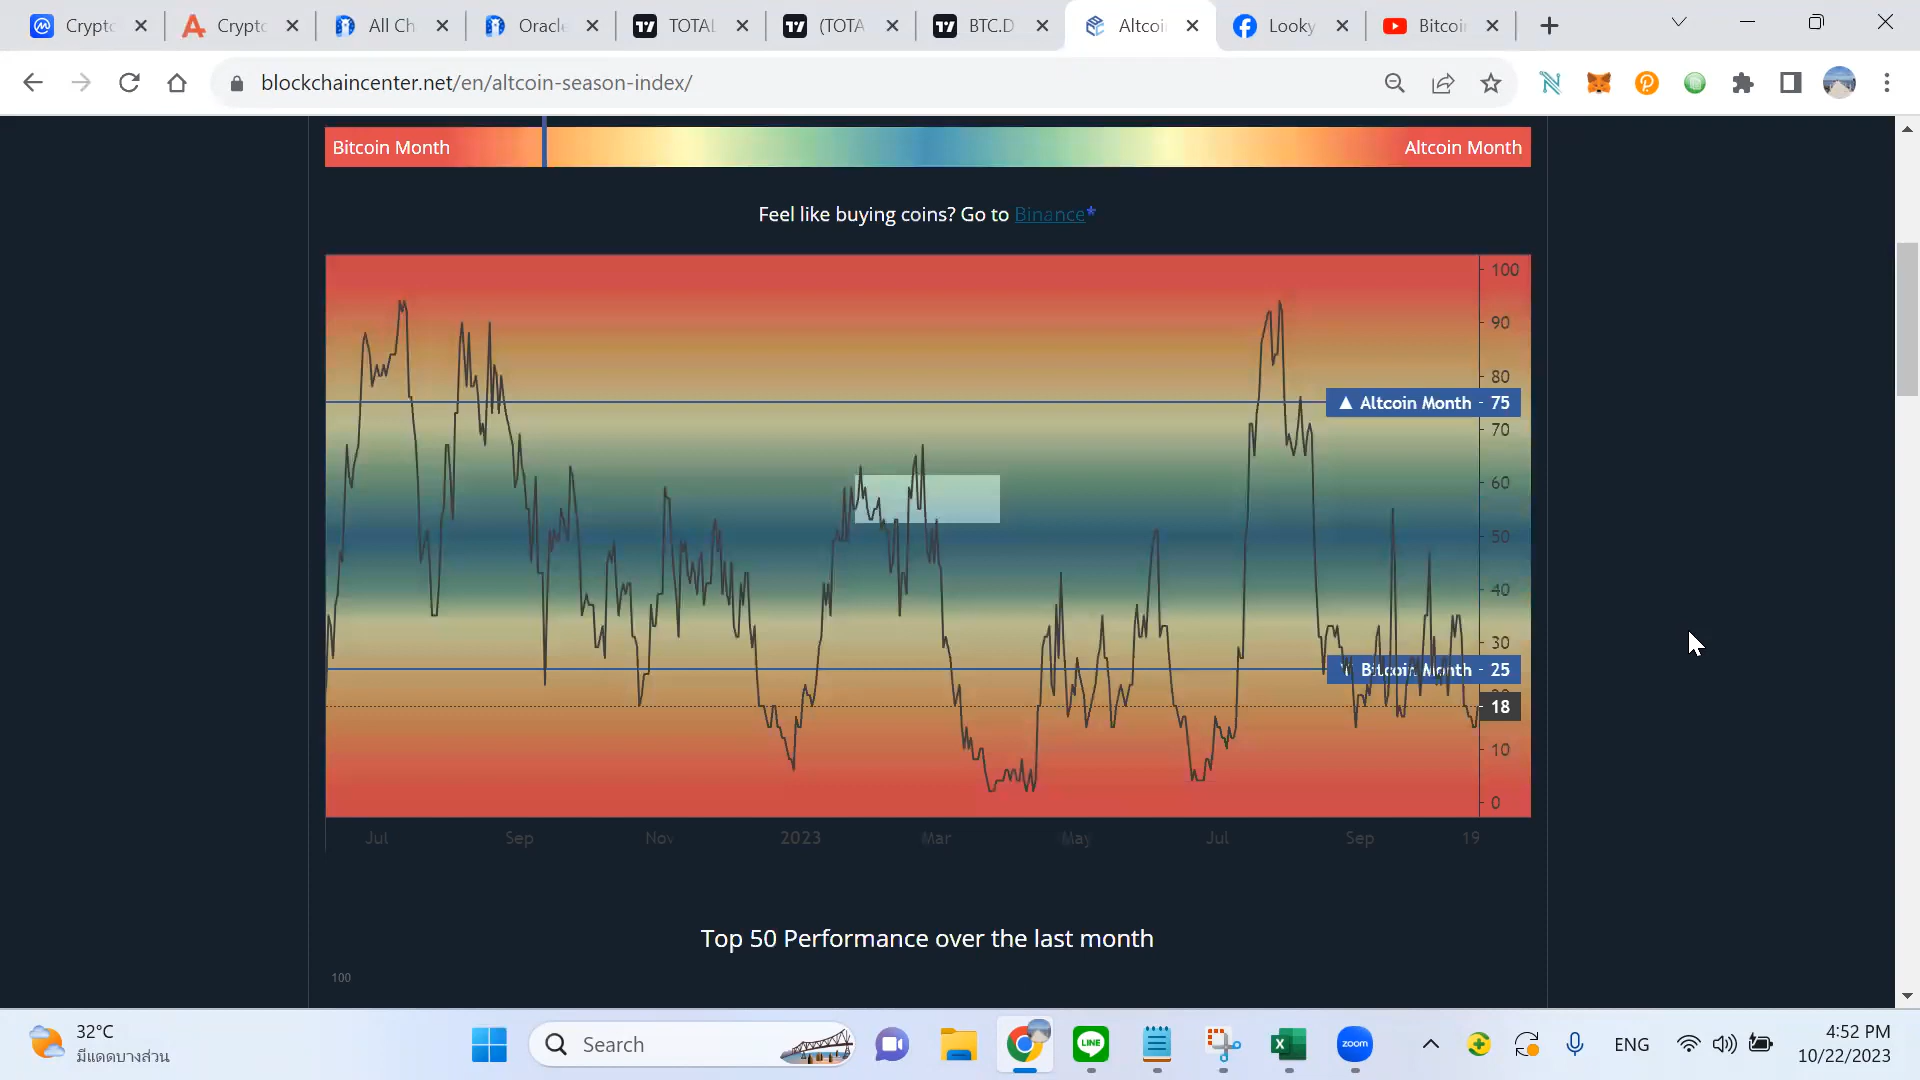 Crypto
Crypto
All Ch
Oracle
TOTAL
(TOTA
BTC.D
Altcoi
Looky
Bitcoi
blockchaincenter.net/en/altcoin-season-index/
Bitcoin Month
Altcoin Month
Feel like buying coins? Go to Binance*
100
90
80
▲ Altcoin Month - 75
70
60
50
40
30
Bitcoin Month - 25
18
10
0
Jul Sep Nov 2023 Mar May Jul Sep 19
Top 50 Performance over the last month
100
32°C
มีแดดบางส่วน
Search
LINE
zoom
ENG
4:52 PM
10/22/2023